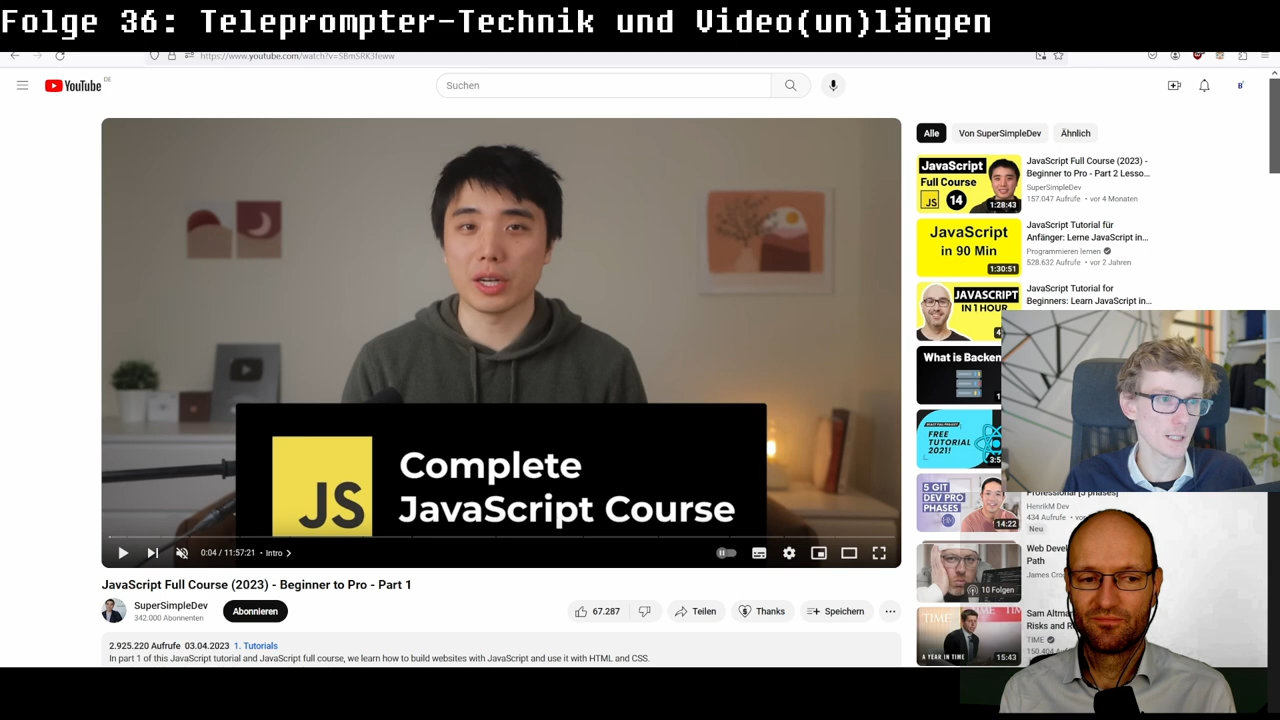 Folge 36: Teleprompter-Technik und Video(un)längen
YouTube DE
Suchen
JS
Complete
JavaScript Course
0:04 / 11:57:21 • Intro
JavaScript Full Course (2023) - Beginner to Pro - Part 1
SuperSimpleDev
342.000 Abonnenten
Abonnieren
67.287
Teilen
Thanks
Speichern
2.925.220 Aufrufe 03.04.2023 1. Tutorials
In part 1 of this JavaScript tutorial and JavaScript full course, we learn how to build websites with JavaScript and use it with HTML and CSS.
Alle
Von SuperSimpleDev
Ähnlich
JavaScript
Full Course
JS
14
1:28:43
JavaScript Full Course (2023) -
Beginner to Pro - Part 2 Lesso...
SuperSimpleDev
157.047 Aufrufe • vor 4 Monaten
JavaScript
in 90 Min
1:30:51
JavaScript Tutorial für
Anfänger: Lerne JavaScript in...
Programmieren lernen
528.632 Aufrufe • vor 2 Jahren
JAVASCRIPT
IN 1 HOUR
JavaScript Tutorial for
Beginners: Learn JavaScript in...
What is Backen
FREE
TUTORIAL
2021!
5 GIT
DEV PRO
PHASES
14:22
Professional [5 phases]
HenrikM Dev
434 Aufrufe •
Neu
10 Folgen
Web Deve
Path
James Cro
TIME
A YEAR IN TIME
15:43
Sam Altma
Risks and R
TIME
150.404